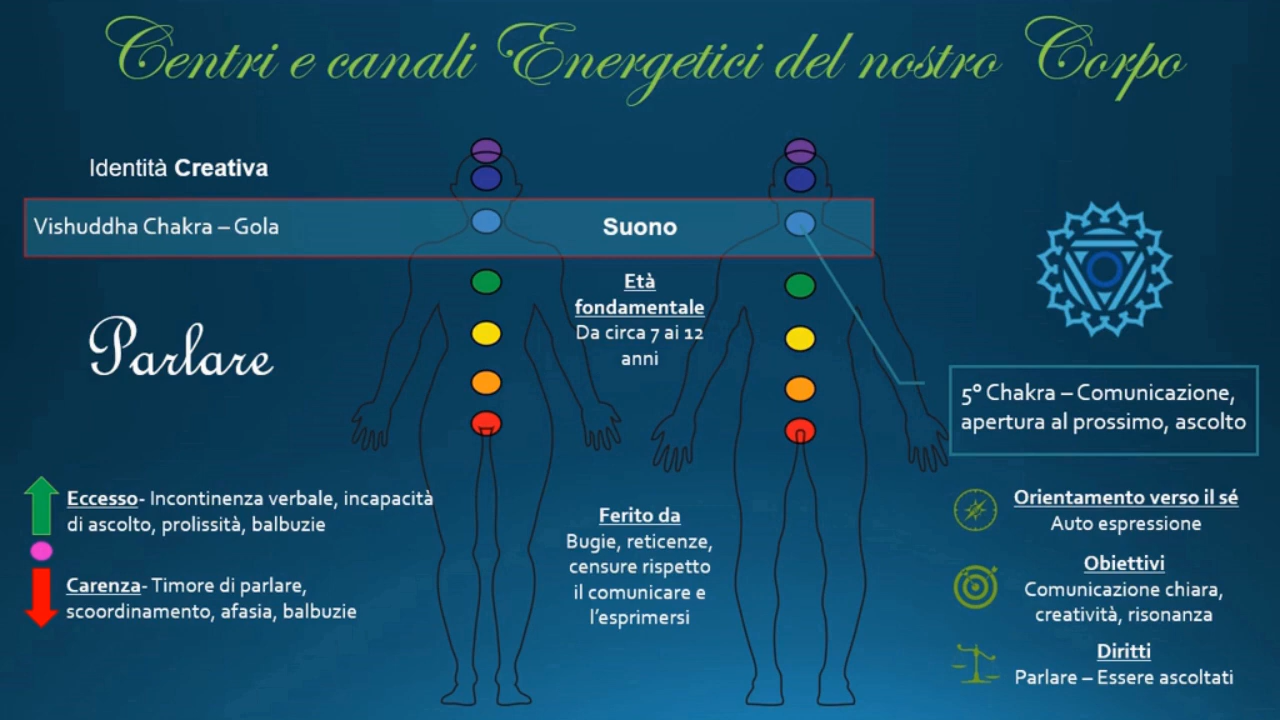 Centri e canali Energetici del nostro Corpo
Identità Creativa
Vishuddha Chakra – Gola
Suono
Parlare
Età
fondamentale
Da circa 7 ai 12
anni
5° Chakra – Comunicazione,
apertura al prossimo, ascolto
Eccesso- Incontinenza verbale, incapacità
di ascolto, prolissità, balbuzie
Carenza- Timore di parlare,
scoordinamento, afasia, balbuzie
Ferito da
Bugie, reticenze,
censure rispetto
il comunicare e
l'esprimersi
Orientamento verso il sé
Auto espressione
Obiettivi
Comunicazione chiara,
creatività, risonanza
Diritti
Parlare – Essere ascoltati